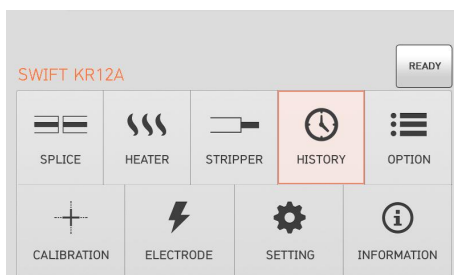 READY
SWIFT KR12A
SPLICE HEATER STRIPPER HISTORY OPTION
CALIBRATION ELECTRODE SETTING INFORMATION